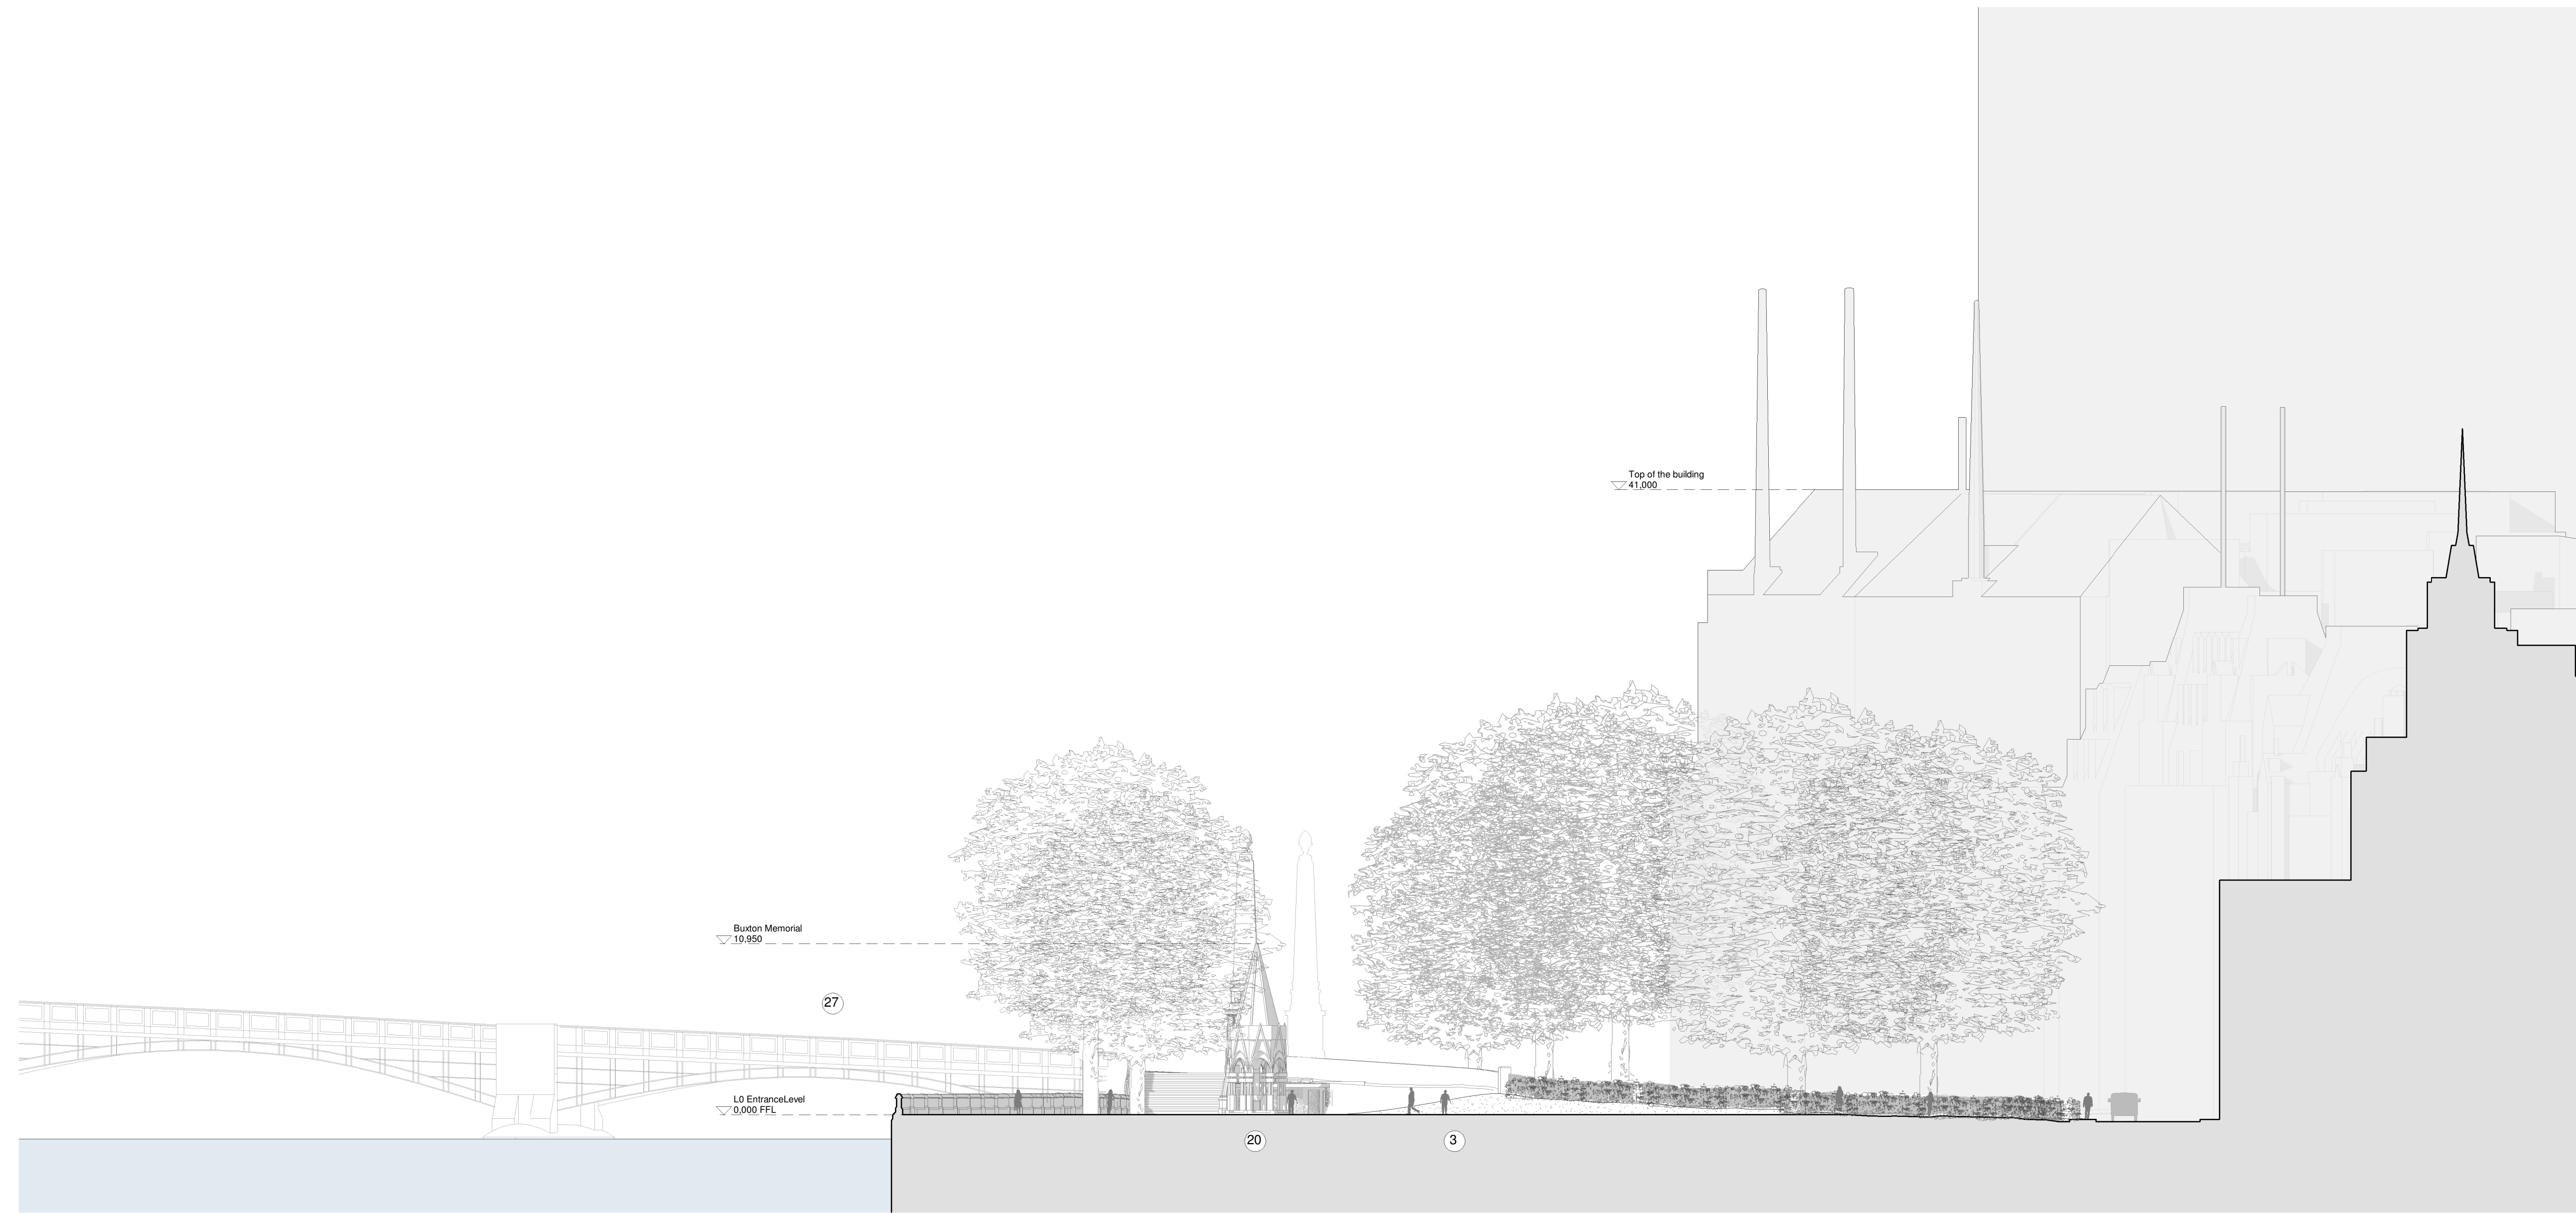 Top of the building
41,000
Buxton Memorial
10,950
27
L0 EntranceLevel
0,000 FFL
20
3